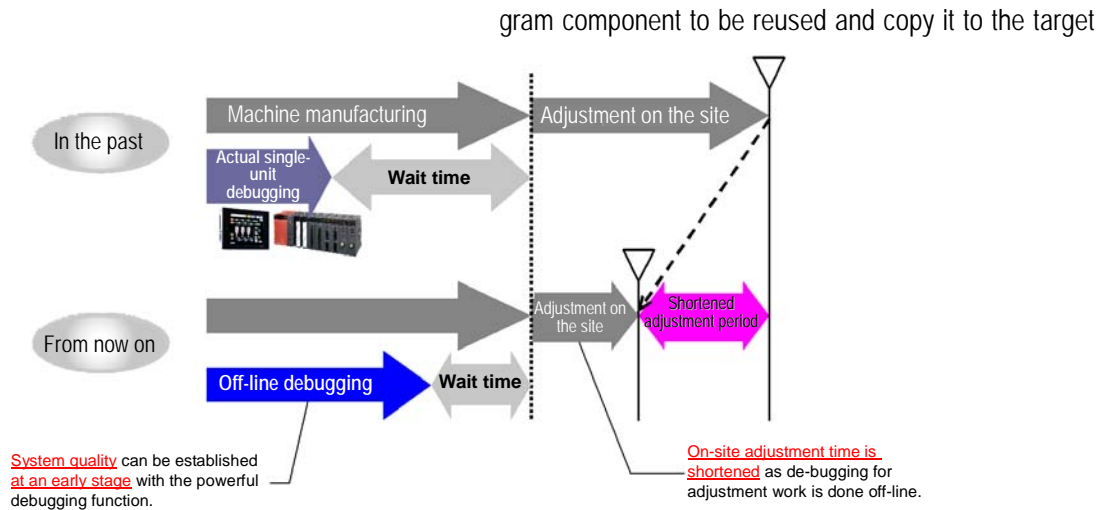 gram component to be reused and copy it to the target
Machine manufacturing
Adjustment on the site
In the past
Actual single-
unit
debugging
Wait time
Adjustment on
the site
Shortened
adjustment period
From now on
Off-line debugging
Wait time
System quality can be established
at an early stage with the powerful
debugging function.
On-site adjustment time is
shortened as de-bugging for
adjustment work is done off-line.